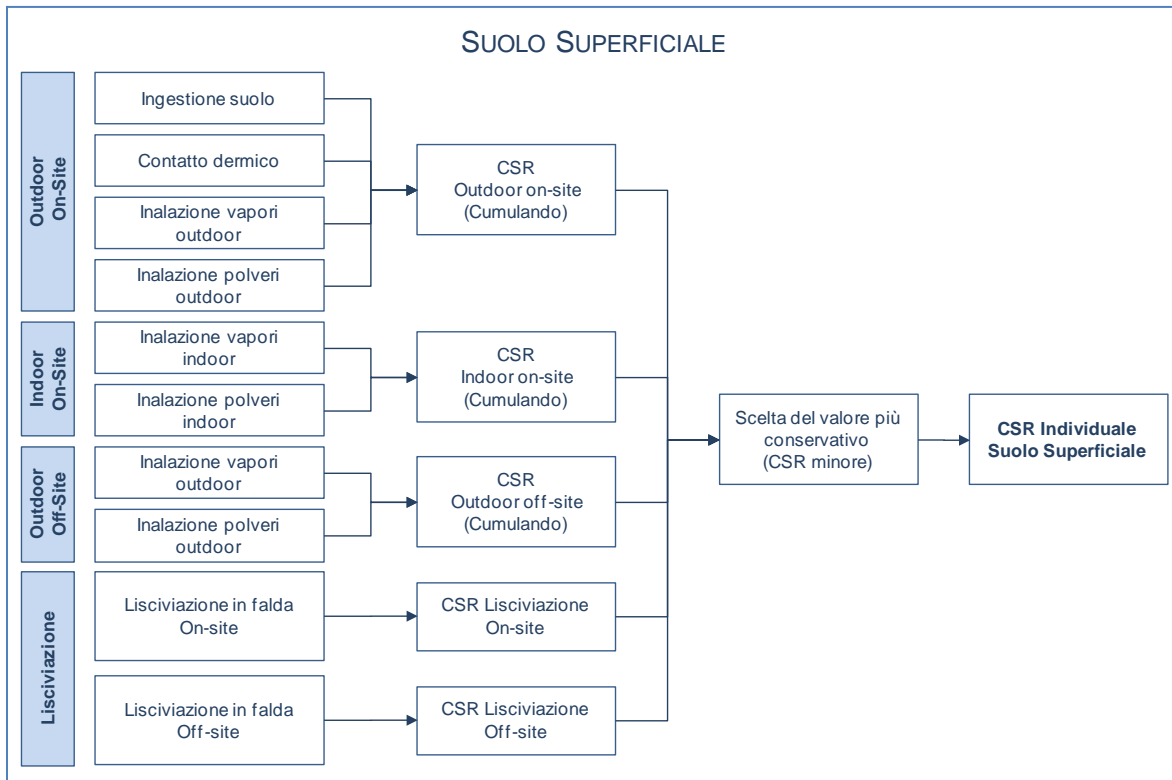 SUOLO SUPERFICIALE
Outdoor
On-Site
Ingestione suolo
Contatto dermico
Inalazione vapori
outdoor
Inalazione polveri
outdoor
CSR
Outdoor on-site
(Cumulando)
Indoor
On-Site
Inalazione vapori
indoor
Inalazione polveri
indoor
CSR
Indoor on-site
(Cumulando)
Outdoor
Off-Site
Inalazione vapori
outdoor
Inalazione polveri
outdoor
CSR
Outdoor off-site
(Cumulando)
Lisciviazione
Lisciviazione in falda
On-site
CSR Lisciviazione
On-site
Lisciviazione in falda
Off-site
CSR Lisciviazione
Off-site
Scelta del valore più
conservativo
(CSR minore)
CSR Individuale
Suolo Superficiale